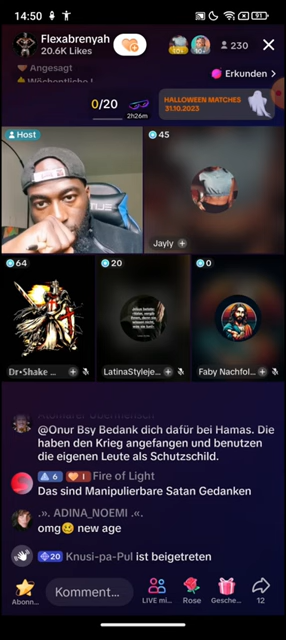 14:50
91
Flexabrenyah
20.6K Likes
230
Angesagt
Erkunden >
0/20
2h26m
HALLOWEEN MATCHES
31.10.2023
Host
45
Jayly
64
20
0
Dr•Shake ...
LatinaStyleje...
Faby Nachfol...
@Onur Bsy Bedank dich dafür bei Hamas. Die
haben den Krieg angefangen und benutzen
die eigenen Leute als Schutzschild.
6 1 Fire of Light
Das sind Manipulierbare Satan Gedanken
.». ADINA_NOEMI .«.
omg🥴 new age
20 Knusi-pa-Pul ist beigetreten
Abonn...
Komment...
LIVE mi...
Rose
Gesche...
12